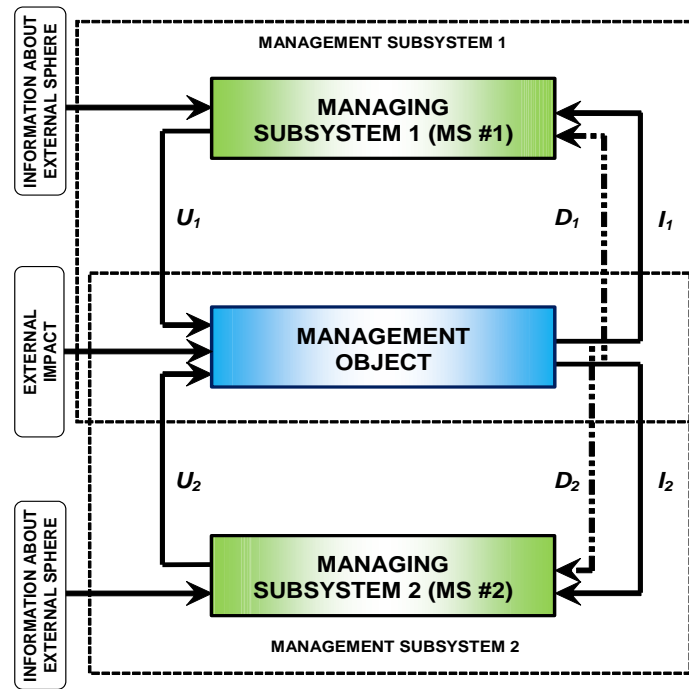 MANAGEMENT SUBSYSTEM 1
INFORMATION ABOUT
EXTERNAL SPHERE
MANAGING
SUBSYSTEM 1 (MS #1)
U1
D1
I1
EXTERNAL
IMPACT
MANAGEMENT
OBJECT
U2
D2
I2
INFORMATION ABOUT
EXTERNAL SPHERE
MANAGING
SUBSYSTEM 2 (MS #2)
MANAGEMENT SUBSYSTEM 2